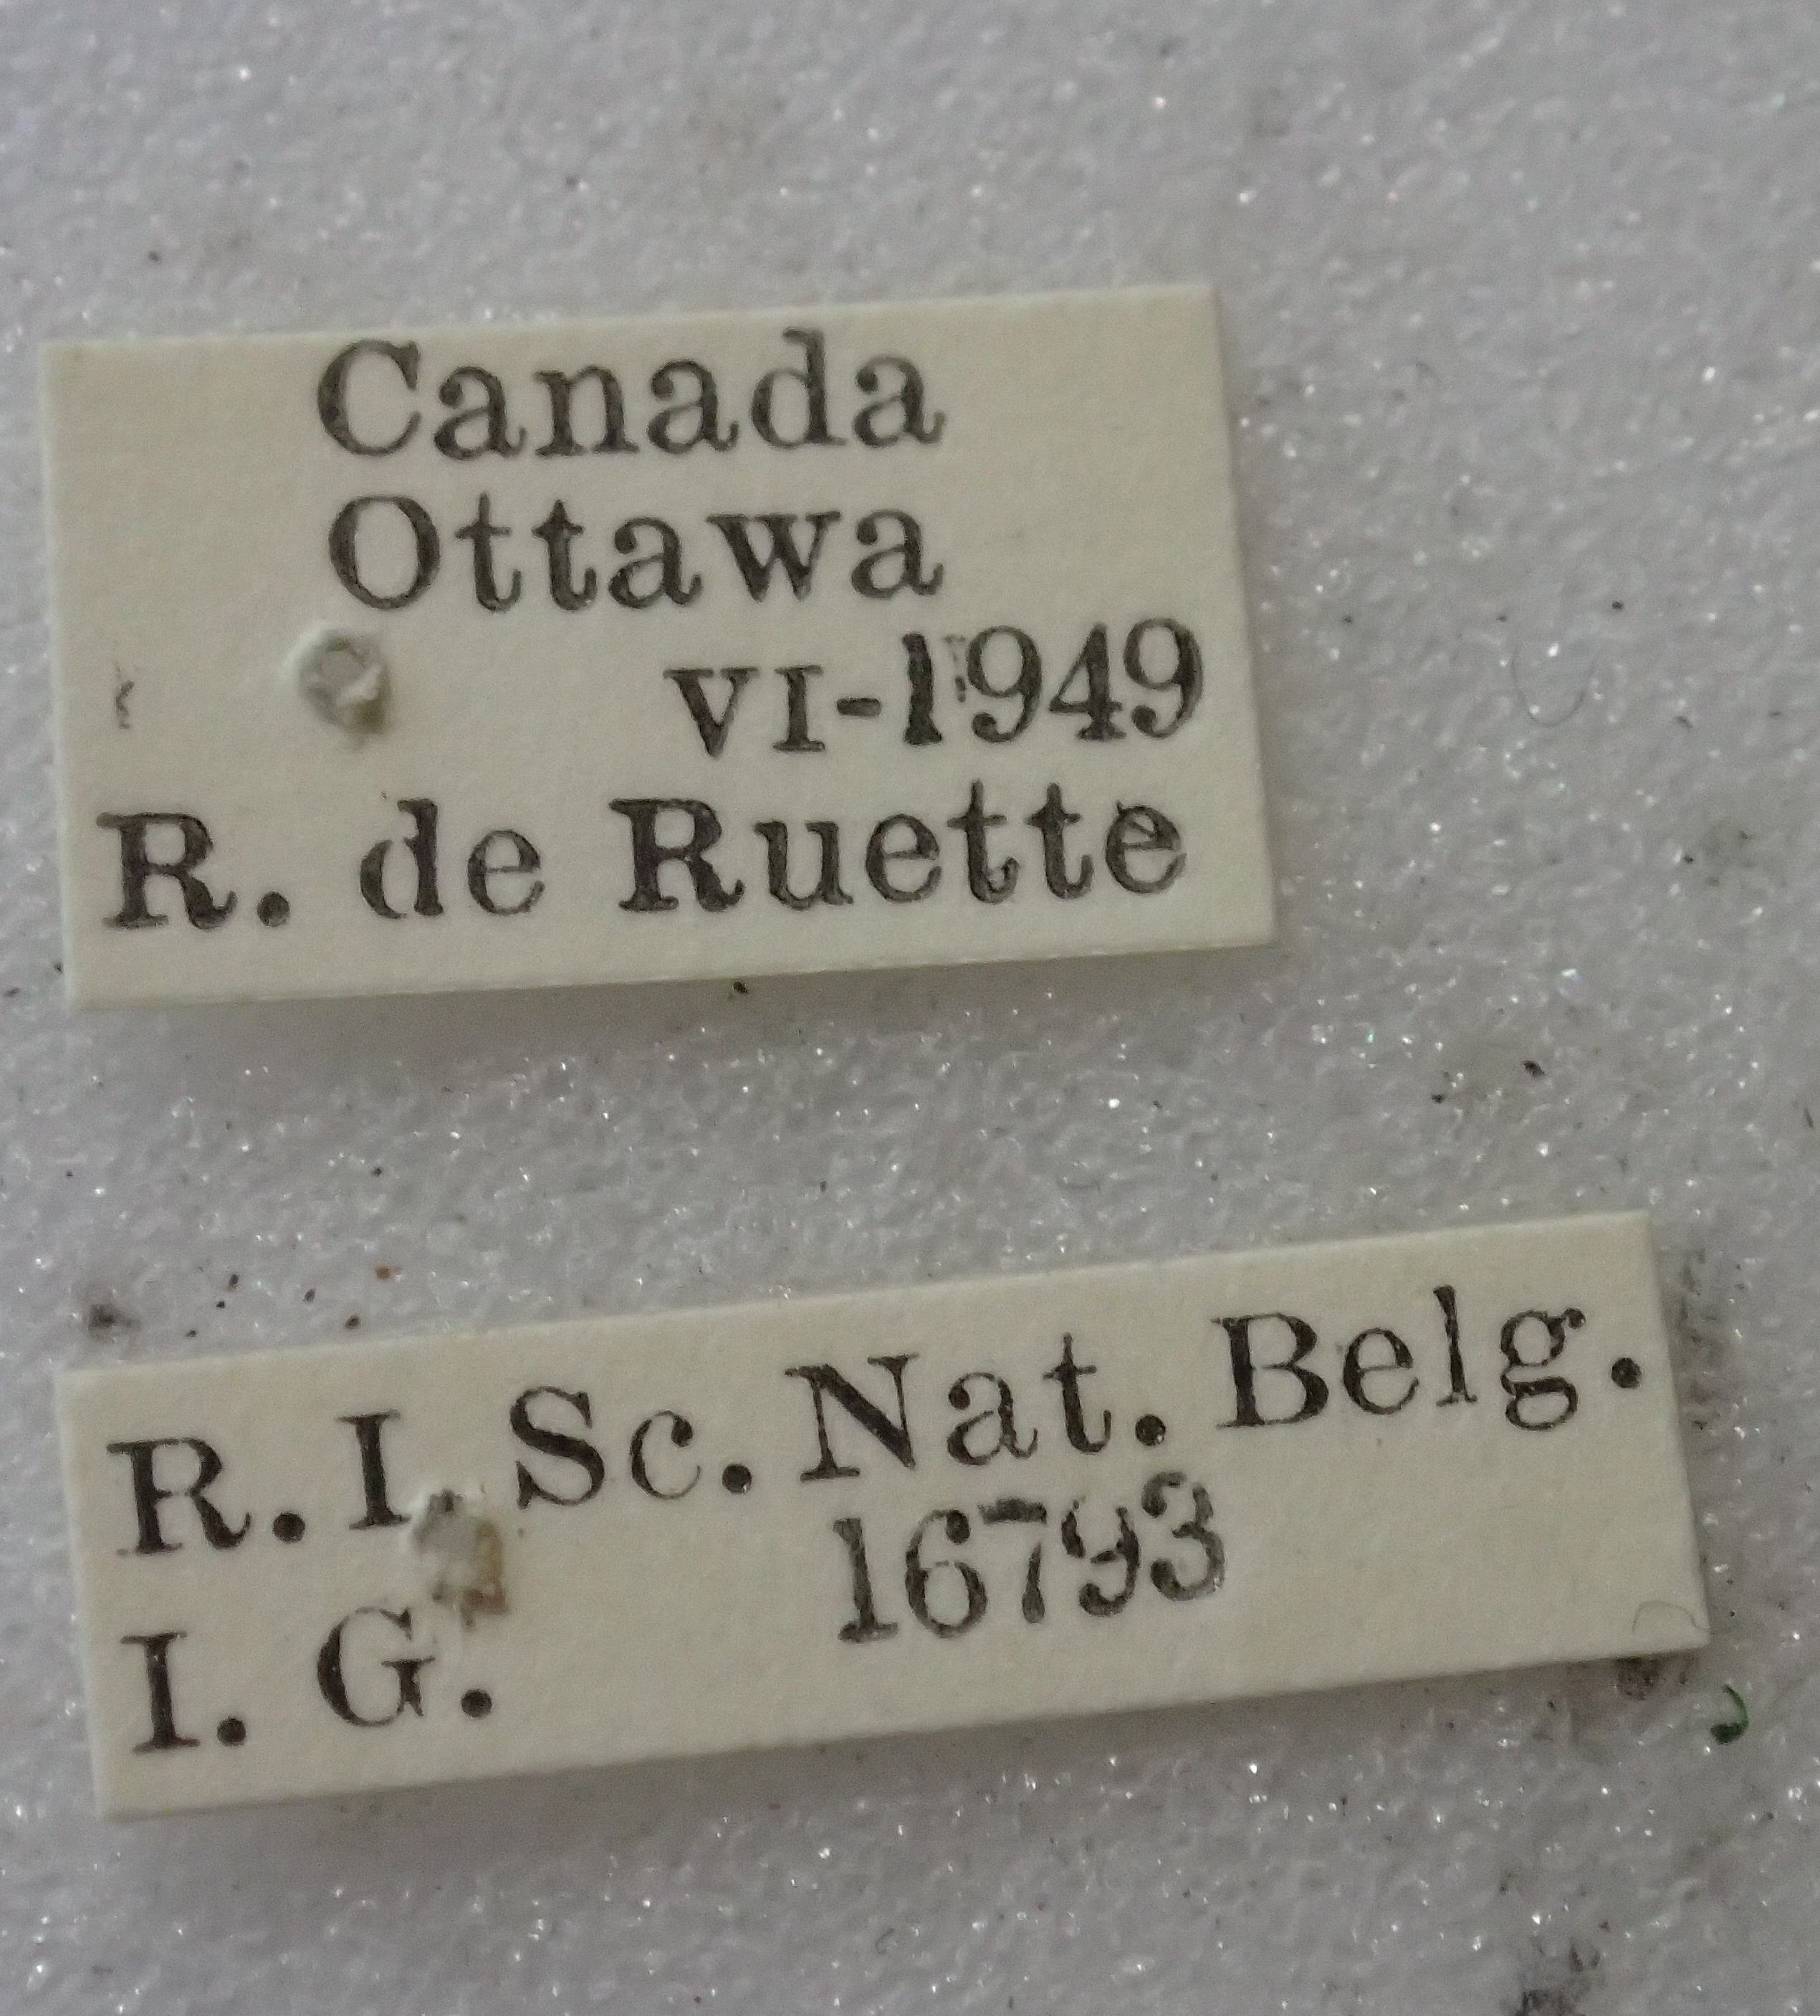 Canada
Ottawa
VI-1949
R. de Ruette
R. I. Sc. Nat. Belg.
16793
I. G.